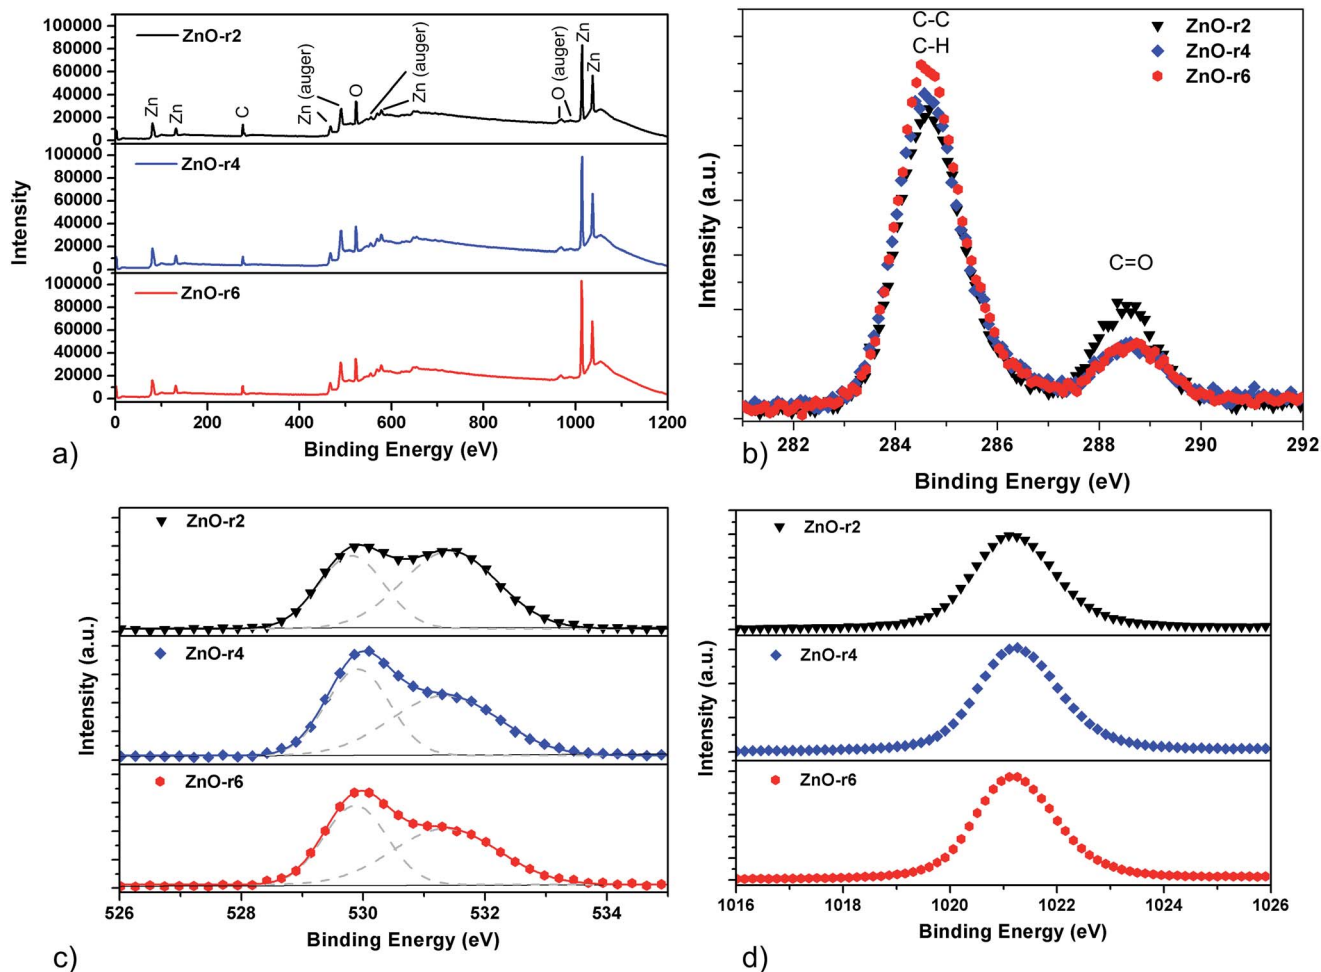 100000
80000
60000
40000
20000
0
ZnO-r2
Zn
Zn
C
Zn (auger)
O
Zn (auger)
O (auger)
Zn
Zn
100000
80000
60000
40000
20000
0
ZnO-r4
100000
80000
60000
40000
20000
0
ZnO-r6
Intensity
0 200 400 600 800 1000 1200
Binding Energy (eV)
a)
C-C
C-H
C=O
ZnO-r2
ZnO-r4
ZnO-r6
Intensity (a.u.)
282 284 286 288 290 292
Binding Energy (eV)
b)
ZnO-r2
ZnO-r4
ZnO-r6
Intensity (a.u.)
526 528 530 532 534
Binding Energy (eV)
c)
ZnO-r2
ZnO-r4
ZnO-r6
Intensity (a.u.)
1016 1018 1020 1022 1024 1026
Binding Energy (eV)
d)